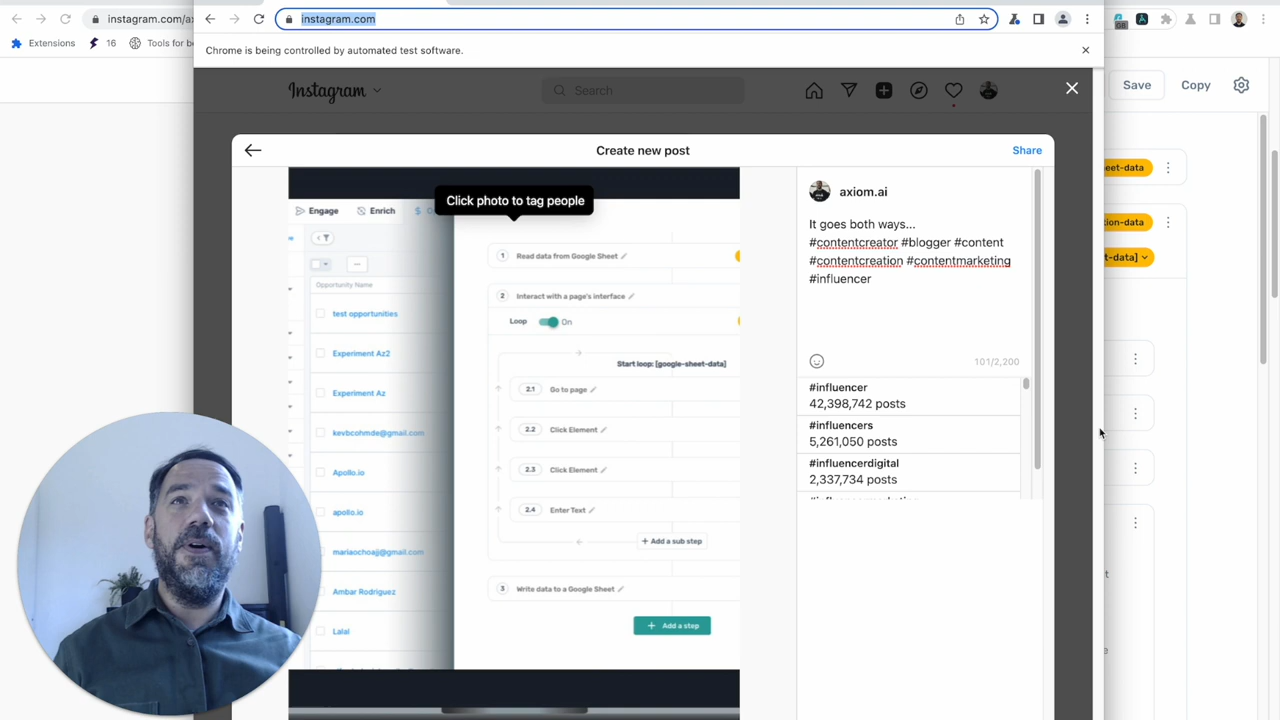 instagram.com/ax
instagram.com
Extensions
16
Tools for be
Chrome is being controlled by automated test software.
Instagram
Search
Save
Copy
Create new post
Share
Click photo to tag people
Engage
Enrich
Opportunity Name
test opportunities
Experiment Az2
Experiment Az
kevbcohmde@gmail.com
Apollo.io
apollo.io
mariaochoajj@gmail.com
Ambar Rodriguez
Lalal
1 Read data from Google Sheet
2 Interact with a page's interface
Loop On
Start loop: [google-sheet-data]
2.1 Go to page
2.2 Click Element
2.3 Click Element
2.4 Enter Text
+ Add a sub step
3 Write data to a Google Sheet
+ Add a step
axiom.ai
It goes both ways...
#contentcreator #blogger #content
#contentcreation #contentmarketing
#influencer
101/2,200
#influencer
42,398,742 posts
#influencers
5,261,050 posts
#influencerdigital
2,337,734 posts
eet-data
ion-data
t-data]